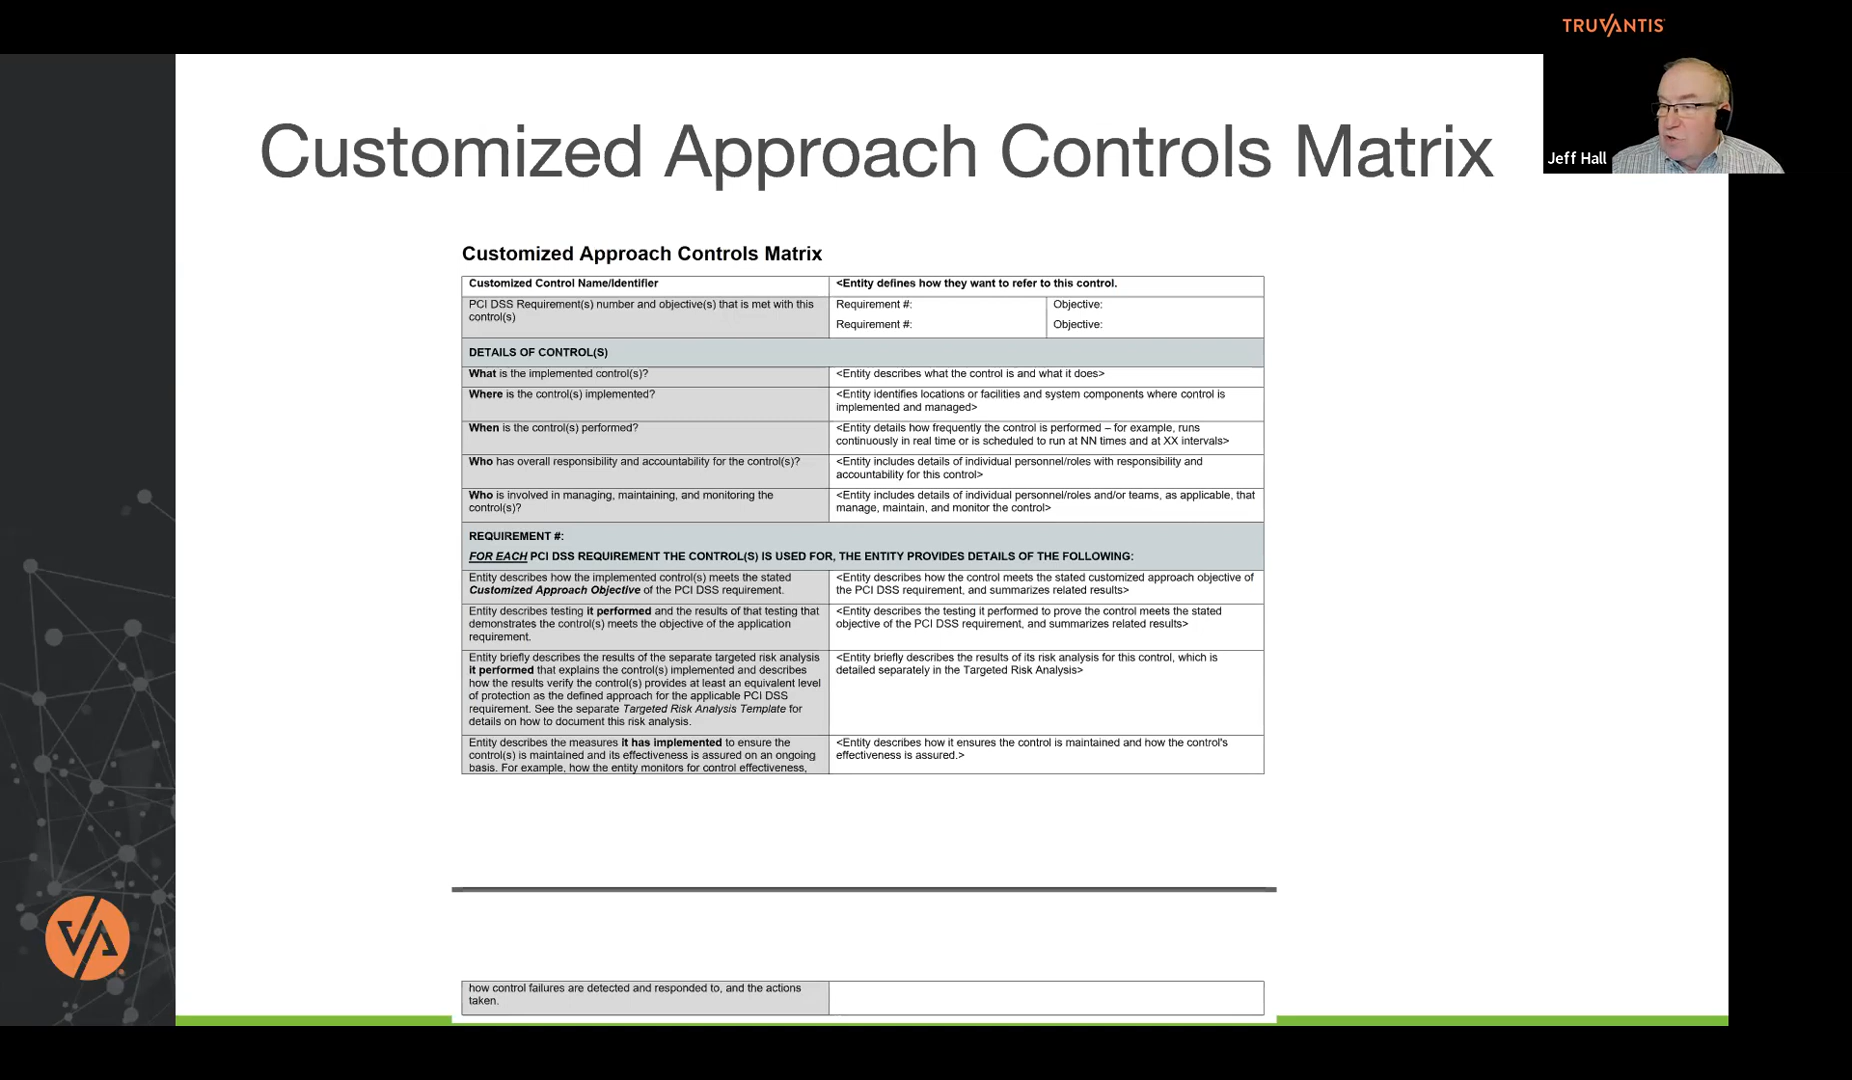 TRUVANTIS
Customized Approach Controls Matrix
Jeff Hall
Customized Approach Controls Matrix
Customized Control Name/Identifier
<Entity defines how they want to refer to this control.
PCI DSS Requirement(s) number and objective(s) that is met with this
control(s)
Requirement #:
Objective:
Requirement #:
Objective:
DETAILS OF CONTROL(S)
What is the implemented control(s)?
<Entity describes what the control is and what it does>
Where is the control(s) implemented?
<Entity identifies locations or facilities and system components where control is
implemented and managed>
When is the control(s) performed?
<Entity details how frequently the control is performed – for example, runs
continuously in real time or is scheduled to run at NN times and at XX intervals>
Who has overall responsibility and accountability for the control(s)?
<Entity includes details of individual personnel/roles with responsibility and
accountability for this control>
Who is involved in managing, maintaining, and monitoring the
control(s)?
<Entity includes details of individual personnel/roles and/or teams, as applicable, that
manage, maintain, and monitor the control>
REQUIREMENT #:
FOR EACH PCI DSS REQUIREMENT THE CONTROL(S) IS USED FOR, THE ENTITY PROVIDES DETAILS OF THE FOLLOWING:
Entity describes how the implemented control(s) meets the stated
Customized Approach Objective of the PCI DSS requirement.
<Entity describes how the control meets the stated customized approach objective of
the PCI DSS requirement, and summarizes related results>
Entity describes testing it performed and the results of that testing that
demonstrates the control(s) meets the objective of the application
requirement.
<Entity describes the testing it performed to prove the control meets the stated
objective of the PCI DSS requirement, and summarizes related results>
Entity briefly describes the results of the separate targeted risk analysis
it performed that explains the control(s) implemented and describes
how the results verify the control(s) provides at least an equivalent level
of protection as the defined approach for the applicable PCI DSS
requirement. See the separate Targeted Risk Analysis Template for
details on how to document this risk analysis.
<Entity briefly describes the results of its risk analysis for this control, which is
detailed separately in the Targeted Risk Analysis>
Entity describes the measures it has implemented to ensure the
control(s) is maintained and its effectiveness is assured on an ongoing
basis. For example, how the entity monitors for control effectiveness,
<Entity describes how it ensures the control is maintained and how the control's
effectiveness is assured.>
how control failures are detected and responded to, and the actions
taken.